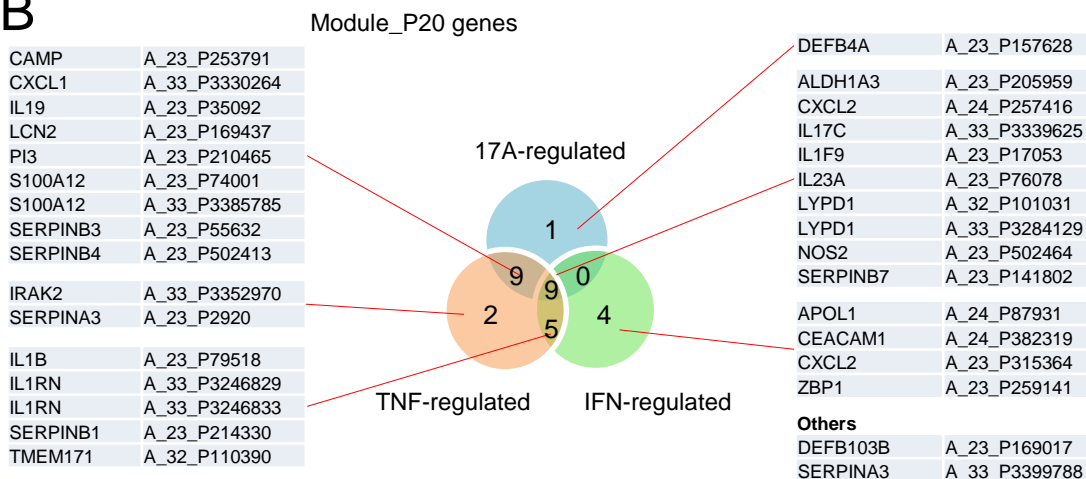 B
Module_P20 genes
CAMP A_23_P253791
CXCL1 A_33_P3330264
IL19 A_23_P35092
LCN2 A_23_P169437
PI3 A_23_P210465
S100A12 A_23_P74001
S100A12 A_33_P3385785
SERPINB3 A_23_P55632
SERPINB4 A_23_P502413
IRAK2 A_33_P3352970
SERPINA3 A_23_P2920
IL1B A_23_P79518
IL1RN A_33_P3246829
IL1RN A_33_P3246833
SERPINB1 A_23_P214330
TMEM171 A_32_P110390
17A-regulated
1
9
0
9
2
4
5
TNF-regulated
IFN-regulated
DEFB4A A_23_P157628
ALDH1A3 A_23_P205959
CXCL2 A_24_P257416
IL17C A_33_P3339625
IL1F9 A_23_P17053
IL23A A_23_P76078
LYPD1 A_32_P101031
LYPD1 A_33_P3284129
NOS2 A_23_P502464
SERPINB7 A_23_P141802
APOL1 A_24_P87931
CEACAM1 A_24_P382319
CXCL2 A_23_P315364
ZBP1 A_23_P259141
Others
DEFB103B A_23_P169017
SERPINA3 A_33_P3399788